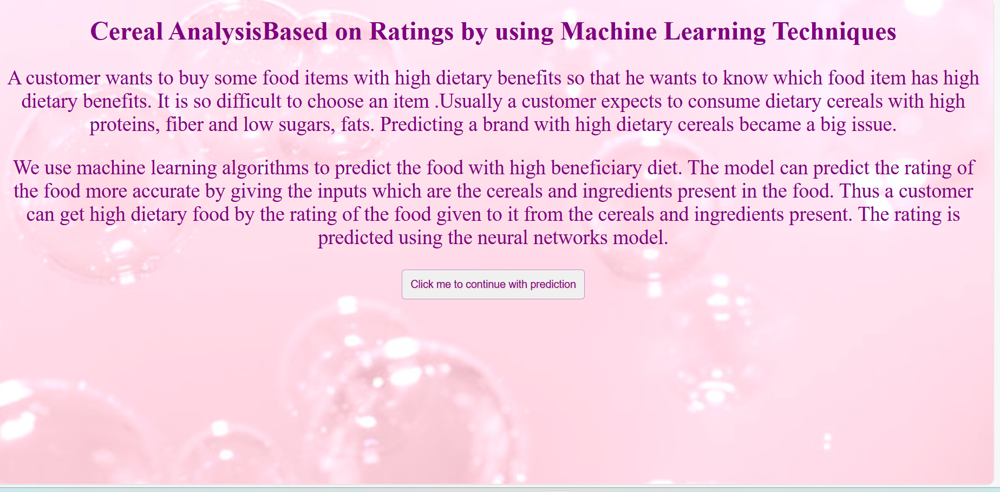 Cereal AnalysisBased on Ratings by using Machine Learning Techniques
A customer wants to buy some food items with high dietary benefits so that he wants to know which food item has high
dietary benefits. It is so difficult to choose an item .Usually a customer expects to consume dietary cereals with high
proteins, fiber and low sugars, fats. Predicting a brand with high dietary cereals became a big issue.
We use machine learning algorithms to predict the food with high beneficiary diet. The model can predict the rating of
the food more accurate by giving the inputs which are the cereals and ingredients present in the food. Thus a customer
can get high dietary food by the rating of the food given to it from the cereals and ingredients present. The rating is
predicted using the neural networks model.
Click me to continue with prediction